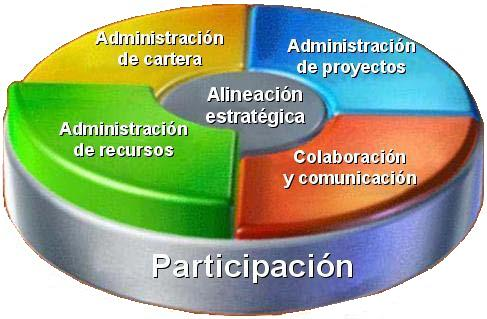 Administración
de cartera
Administración
de proyectos
Alineación
estratégica
Administración
de recursos
Colaboración
y comunicación
Participación